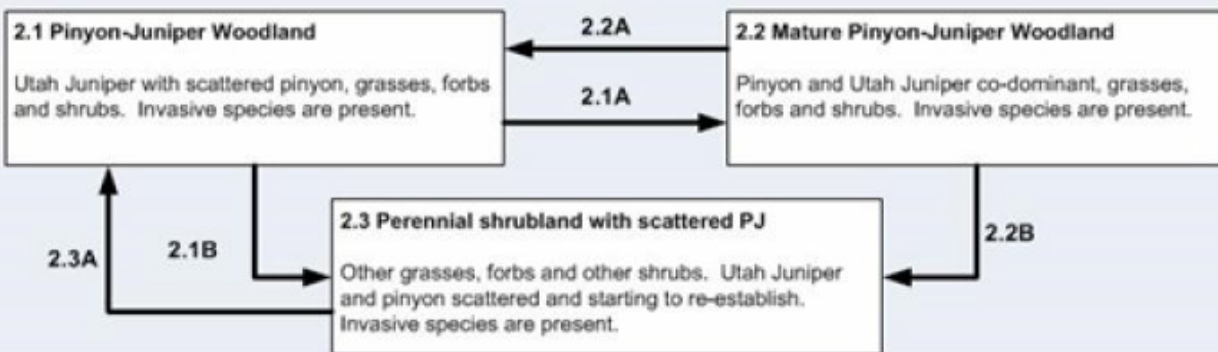 2.1 Pinyon-Juniper Woodland
Utah Juniper with scattered pinyon, grasses, forbs
and shrubs. Invasive species are present.
2.2A
2.1A
2.2 Mature Pinyon-Juniper Woodland
Pinyon and Utah Juniper co-dominant, grasses,
forbs and shrubs. Invasive species are present.
2.3A
2.1B
2.3 Perennial shrubland with scattered PJ
Other grasses, forbs and other shrubs. Utah Juniper
and pinyon scattered and starting to re-establish.
Invasive species are present.
2.2B